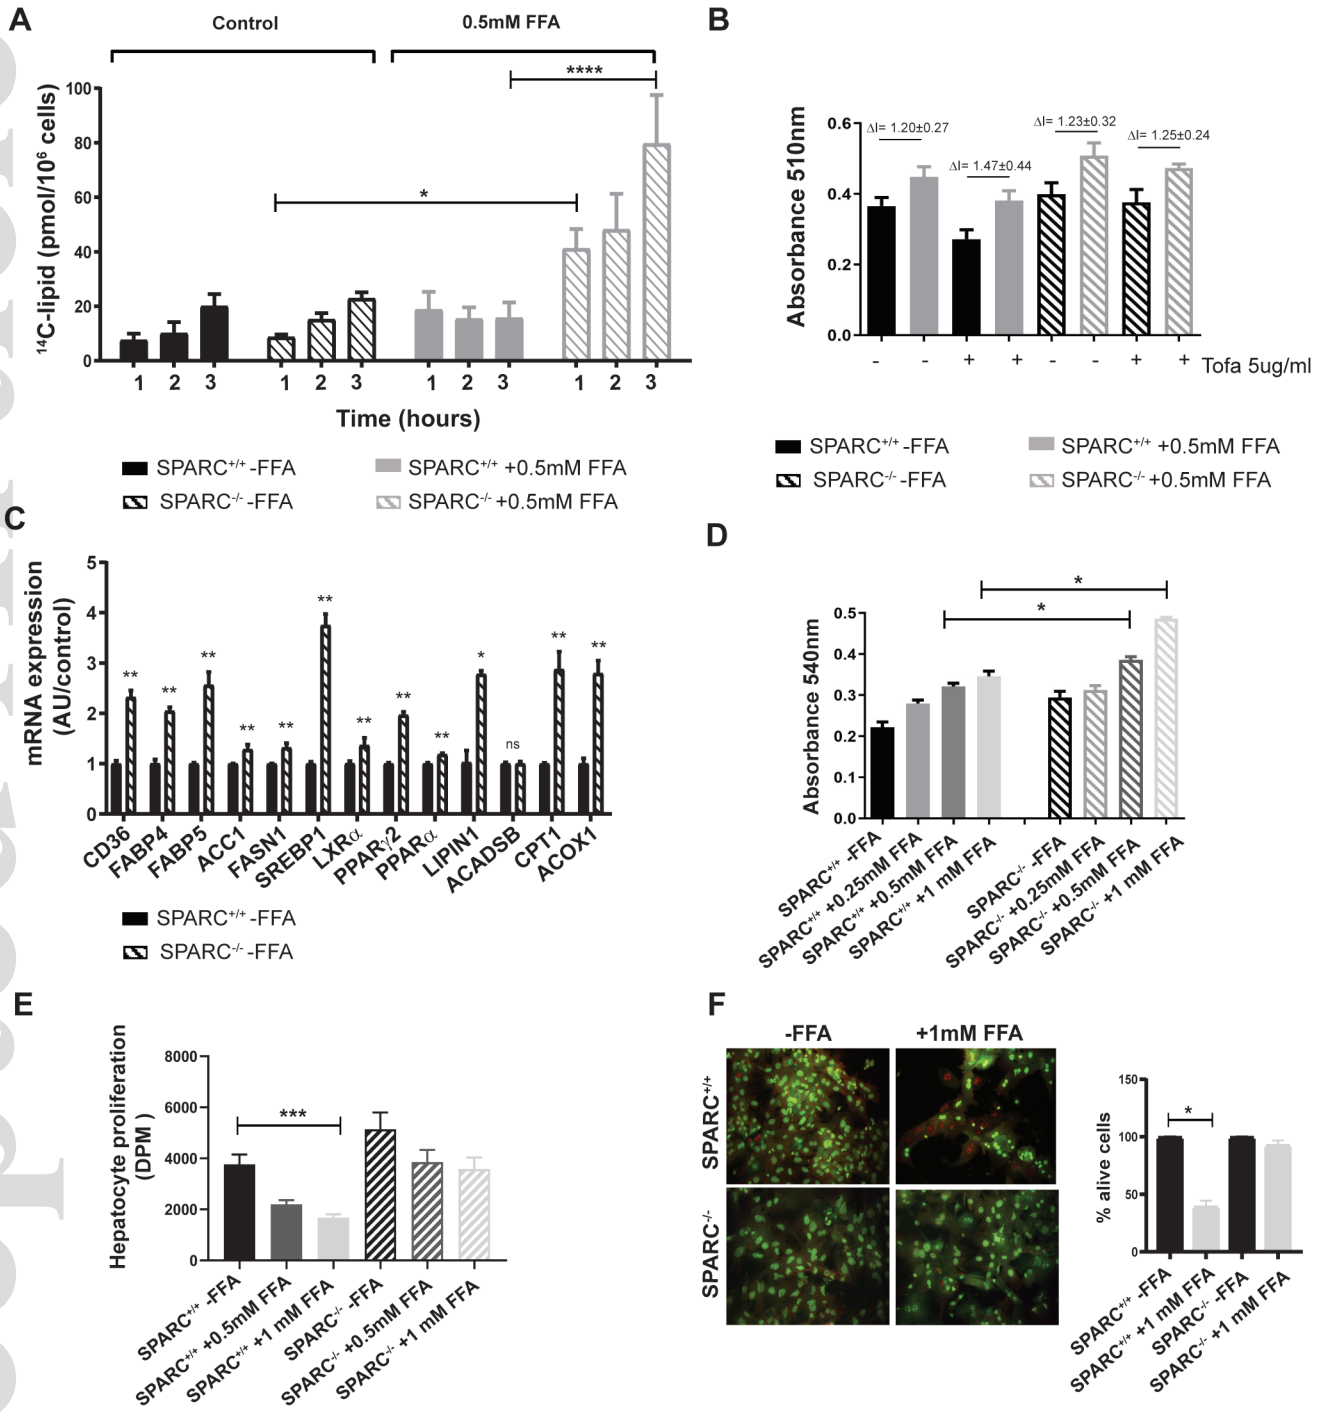 A
Control
0.5mM FFA
****
*
¹⁴C-lipid (pmol/10⁶ cells)
100
80
60
40
20
0
1 2 3 1 2 3 1 2 3 1 2 3
Time (hours)
SPARC⁺/⁺ -FFA
SPARC⁺/⁺ +0.5mM FFA
SPARC⁻/⁻ -FFA
SPARC⁻/⁻ +0.5mM FFA
B
Absorbance 510nm
0.6
0.4
0.2
0.0
ΔI= 1.20±0.27
ΔI= 1.47±0.44
ΔI= 1.23±0.32
ΔI= 1.25±0.24
- - + + - - + + Tofa 5ug/ml
SPARC⁺/⁺ -FFA
SPARC⁺/⁺ +0.5mM FFA
SPARC⁻/⁻ -FFA
SPARC⁻/⁻ +0.5mM FFA
C
mRNA expression
(AU/control)
5
4
3
2
1
0
** ** ** ** ** ** ** ** ** * ns ** **
CD36
FABP4
FABP5
ACC1
FASN1
SREBP1
LXRα
PPARγ2
PPARα
LIPIN1
ACADSB
CPT1
ACOX1
SPARC⁺/⁺ -FFA
SPARC⁻/⁻ -FFA
D
Absorbance 540nm
0.5
0.4
0.3
0.2
0.1
0.0
*
*
SPARC⁺/⁺ -FFA
SPARC⁺/⁺ +0.25mM FFA
SPARC⁺/⁺ +0.5mM FFA
SPARC⁺/⁺ +1 mM FFA
SPARC⁻/⁻ -FFA
SPARC⁻/⁻ +0.25mM FFA
SPARC⁻/⁻ +0.5mM FFA
SPARC⁻/⁻ +1 mM FFA
E
Hepatocyte proliferation
(DPM )
8000
6000
4000
2000
0
***
SPARC⁺/⁺ -FFA
SPARC⁺/⁺ +0.5mM FFA
SPARC⁺/⁺ +1 mM FFA
SPARC⁻/⁻ -FFA
SPARC⁻/⁻ +0.5mM FFA
SPARC⁻/⁻ +1 mM FFA
F
-FFA
+1mM FFA
SPARC⁺/⁺
SPARC⁻/⁻
% alive cells
150
100
50
0
*
SPARC⁺/⁺ -FFA
SPARC⁺/⁺ +1 mM FFA
SPARC⁻/⁻ -FFA
SPARC⁻/⁻ +1 mM FFA